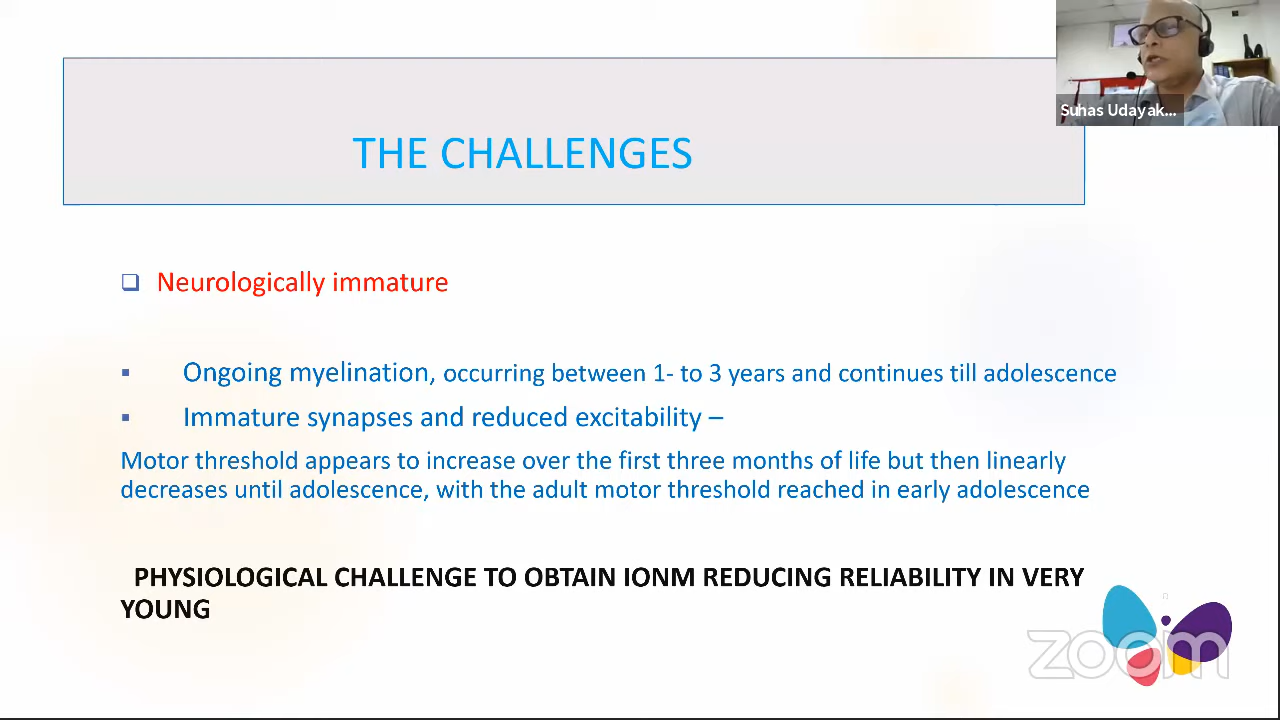 Suhas Udayak...
THE CHALLENGES
Neurologically immature
Ongoing myelination, occurring between 1- to 3 years and continues till adolescence
Immature synapses and reduced excitability –
Motor threshold appears to increase over the first three months of life but then linearly
decreases until adolescence, with the adult motor threshold reached in early adolescence
PHYSIOLOGICAL CHALLENGE TO OBTAIN IONM REDUCING RELIABILITY IN VERY
YOUNG
zoom